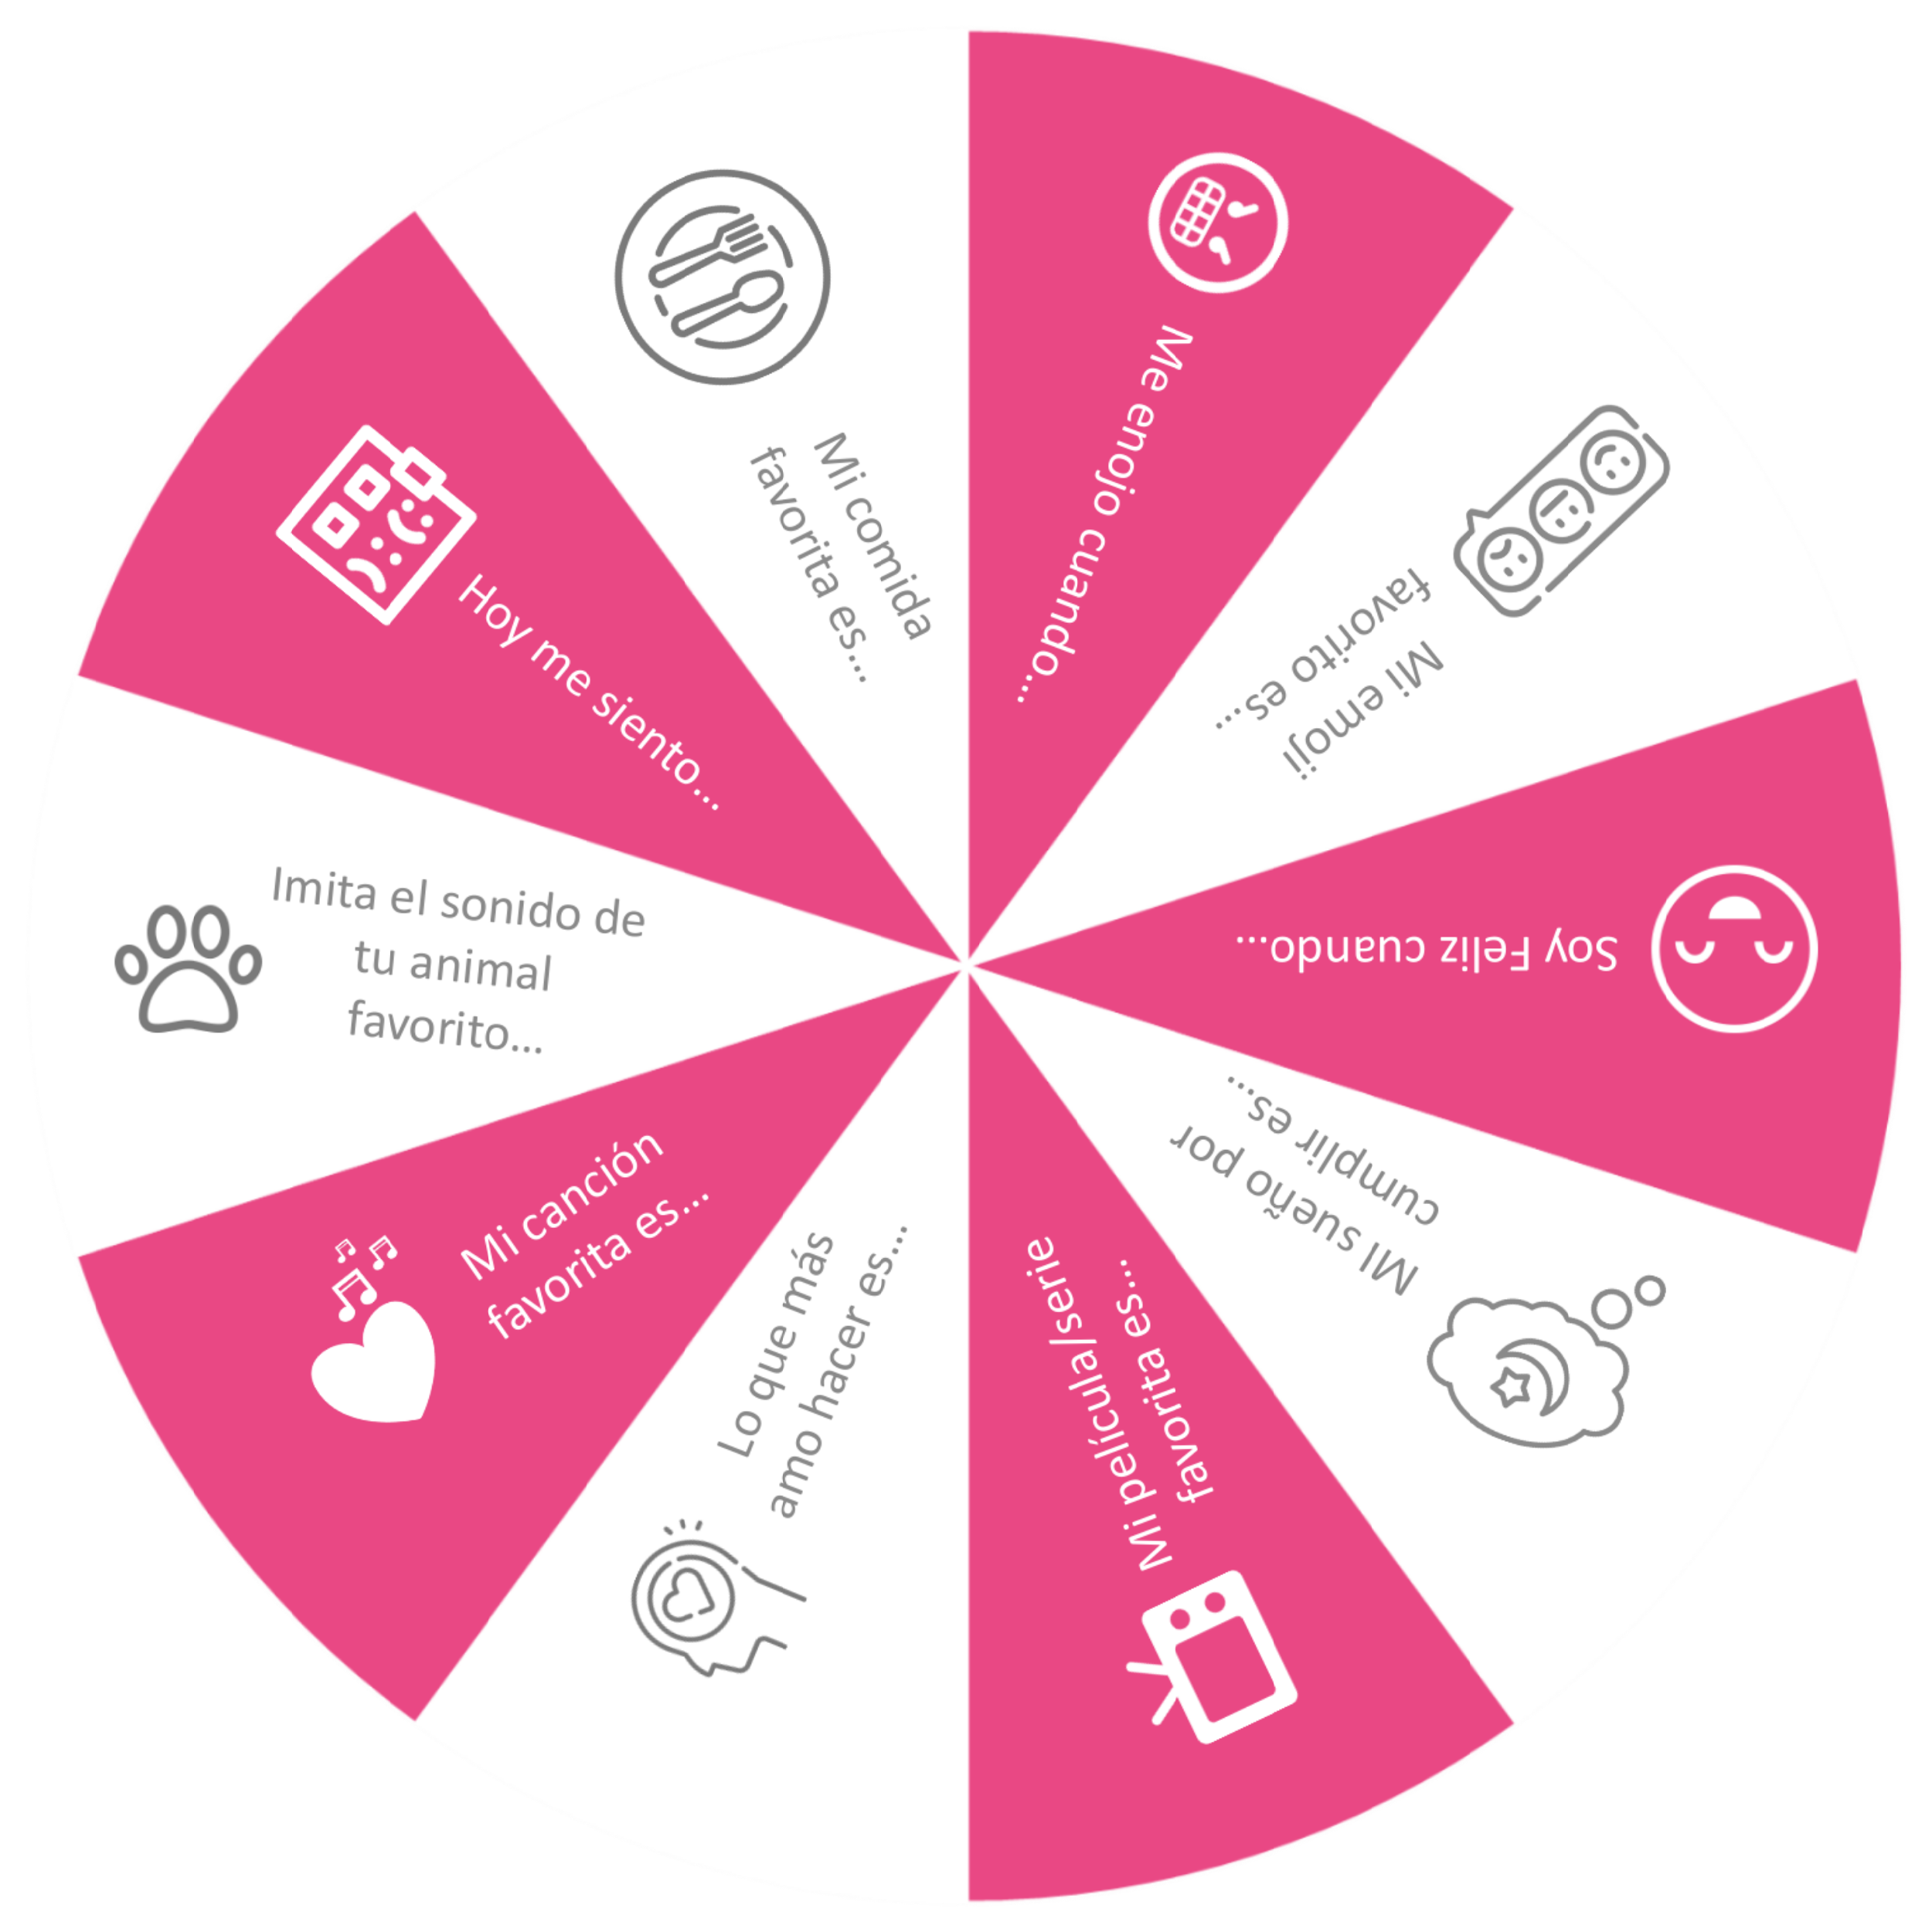 Me enojo cuando...
Mi emoji
favorito es...
Soy Feliz cuando...
MI sueño por
cumplir es...
Mi película/serie
favorita es...
Lo que más
amo hacer es...
Mi canción
favorita es...
Imita el sonido de
tu animal
favorito...
Hoy me siento...
Mi comida
favorita es...